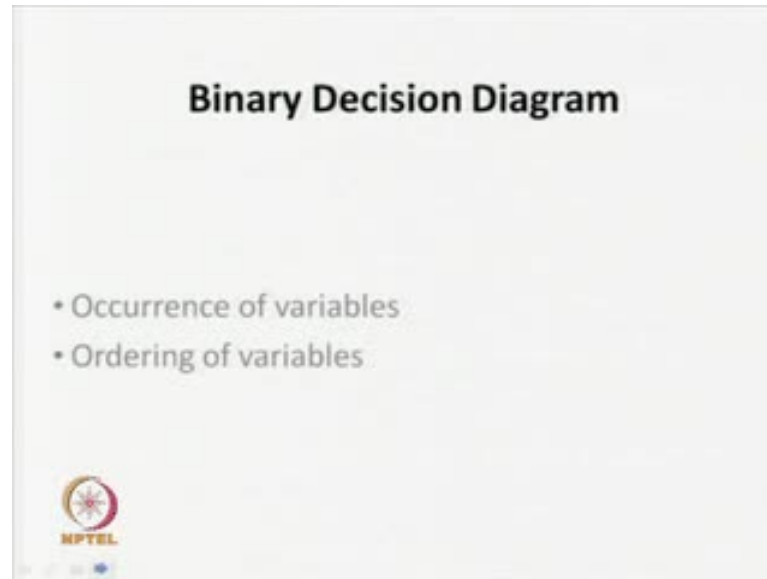 Binary Decision Diagram
• Occurrence of variables
• Ordering of variables
NPTEL